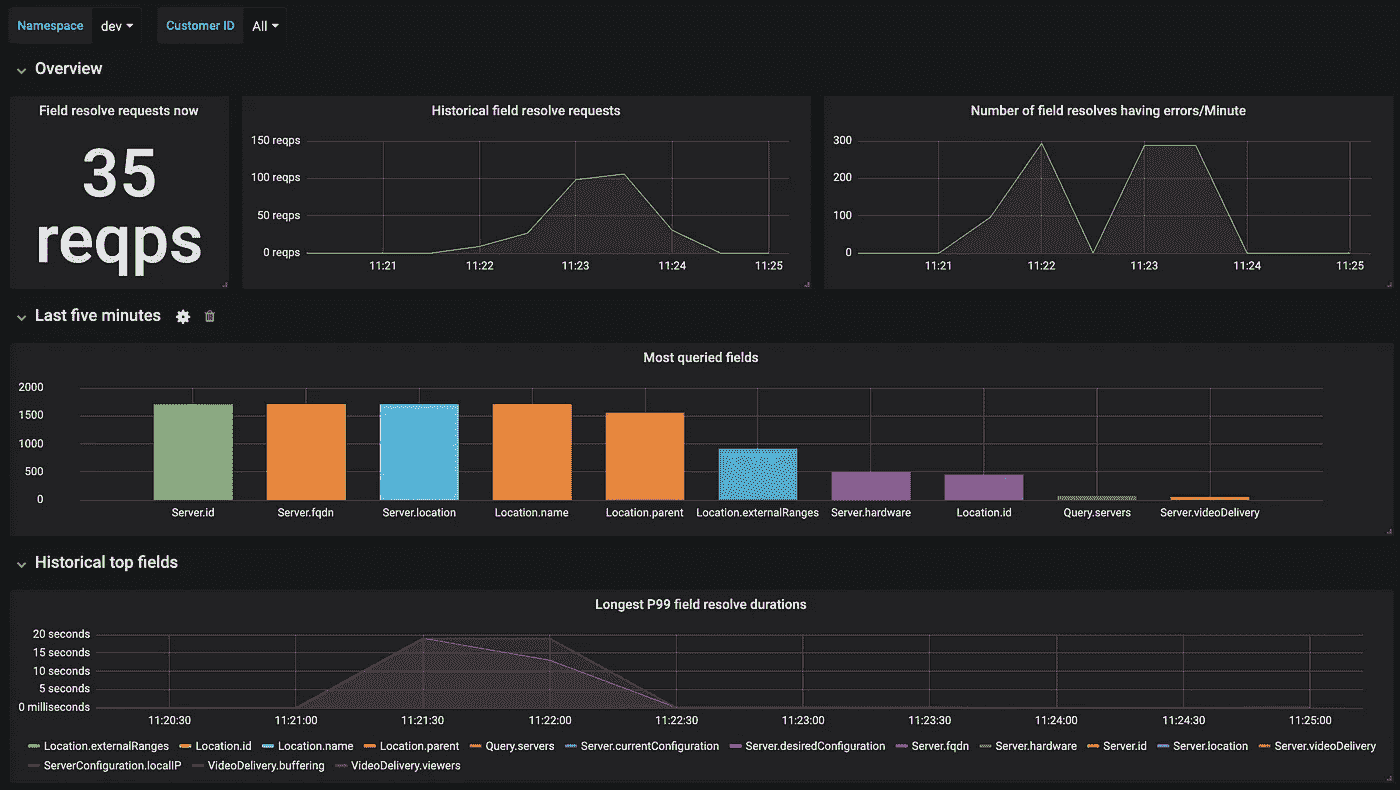 Namespace dev Customer ID All
Overview
Field resolve requests now
35
reqps
Historical field resolve requests
150 reqps
100 reqps
50 reqps
0 reqps
11:21 11:22 11:23 11:24 11:25
Number of field resolves having errors/Minute
300
200
100
0
11:21 11:22 11:23 11:24 11:25
Last five minutes
Most queried fields
2000
1500
1000
500
0
Server.id Server.fqdn Server.location Location.name Location.parent Location.externalRanges Server.hardware Location.id Query.servers Server.videoDelivery
Historical top fields
Longest P99 field resolve durations
20 seconds
15 seconds
10 seconds
5 seconds
0 milliseconds
11:20:30 11:21:00 11:21:30 11:22:00 11:22:30 11:23:00 11:23:30 11:24:00 11:24:30 11:25:00
Location.externalRanges Location.id Location.name Location.parent Query.servers Server.currentConfiguration Server.desiredConfiguration Server.fqdn Server.hardware Server.id Server.location Server.videoDelivery
ServerConfiguration.localIP VideoDelivery.buffering VideoDelivery.viewers